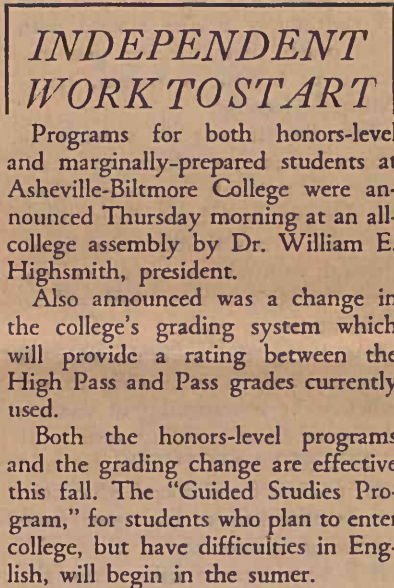 INDEPENDENT
WORK TO START
Programs for both honors-level
and marginally-prepared students at
Asheville-Biltmore College were an-
nounced Thursday morning at an all-
college assembly by Dr. William E.
Highsmith, president.
Also announced was a change in
the college's grading system which
will provide a rating between the
High Pass and Pass grades currently
used.
Both the honors-level programs
and the grading change are effective
this fall. The "Guided Studies Pro-
gram," for students who plan to enter
college, but have difficuities in Eng-
lish, will begin in the sumer.